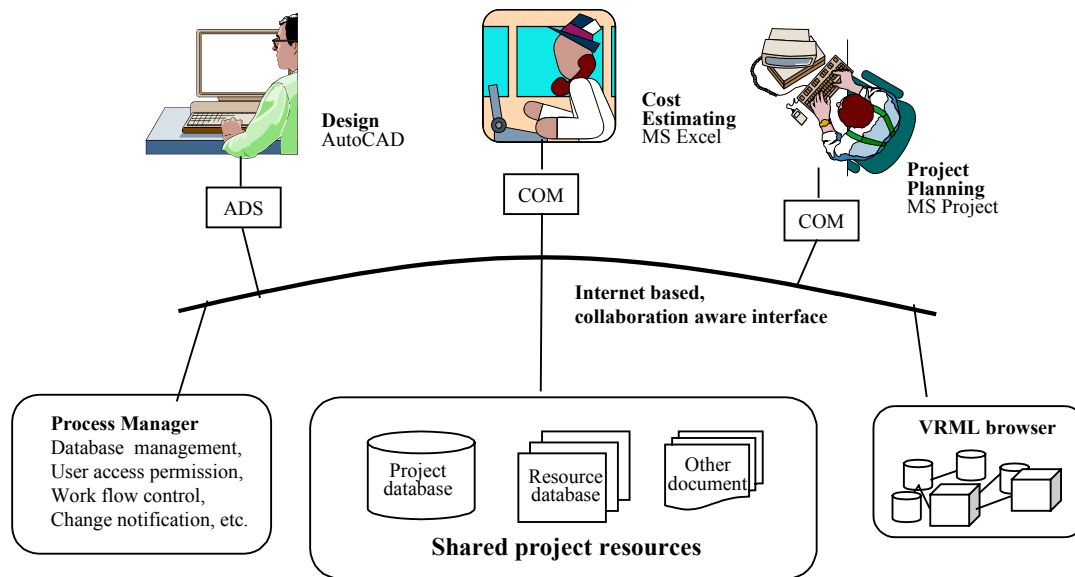 Design
AutoCAD
Cost
Estimating
MS Excel
Project
Planning
MS Project
ADS
COM
COM
Internet based,
collaboration aware interface
Process Manager
Database management,
User access permission,
Work flow control,
Change notification, etc.
Project
database
Resource
database
Other
document
Shared project resources
VRML browser